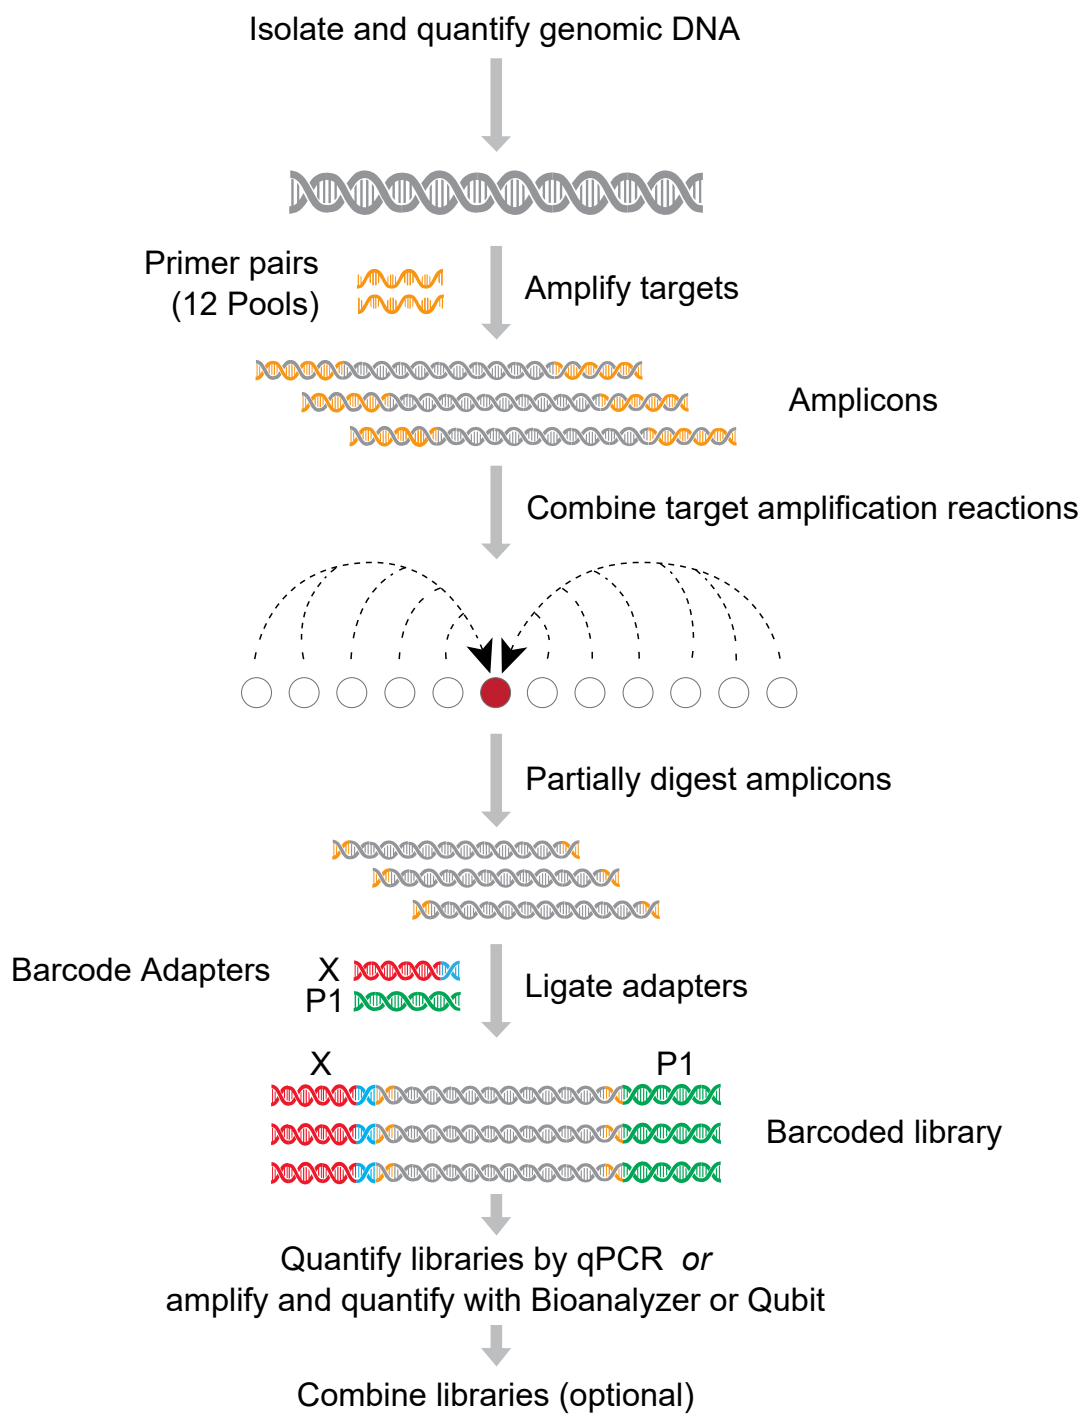 Isolate and quantify genomic DNA
Primer pairs
(12 Pools)
Amplify targets
Amplicons
Combine target amplification reactions
Partially digest amplicons
Barcode Adapters
X
P1
Ligate adapters
X
P1
Barcoded library
Quantify libraries by qPCR or
amplify and quantify with Bioanalyzer or Qubit
Combine libraries (optional)